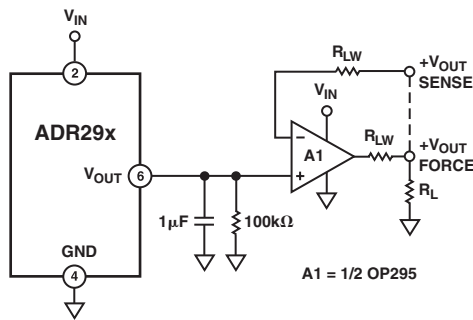 VIN
2
ADR29x
VOUT
6
GND
4
1µF
100kΩ
RLW
+VOUT
SENSE
VIN
−
A1
+
RLW
+VOUT
FORCE
RL
A1 = 1/2 OP295